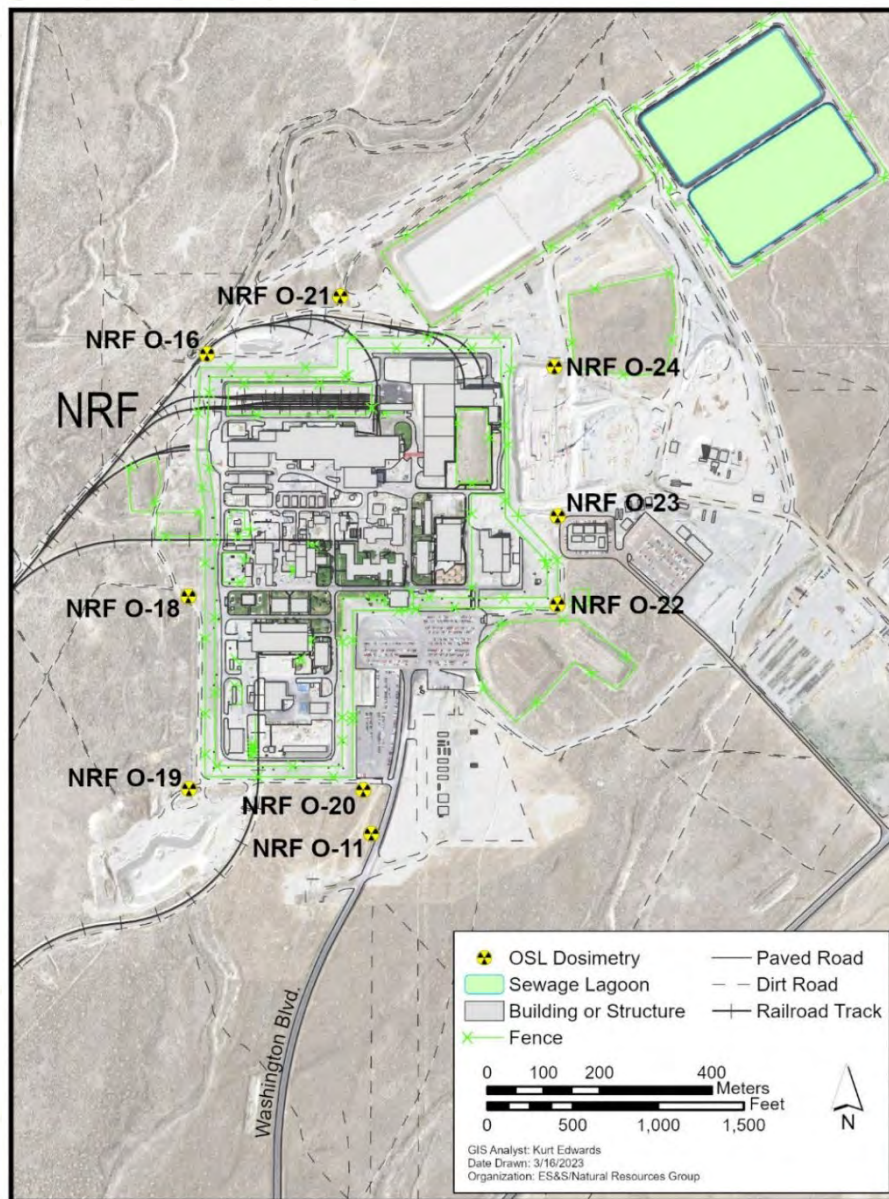 NRF O-21
NRF O-16
NRF
NRF O-24
NRF O-23
NRF O-18
NRF O-22
NRF O-19
NRF O-20
NRF O-11
Washington Blvd.
OSL Dosimetry
Sewage Lagoon
Building or Structure
Fence
Paved Road
Dirt Road
Railroad Track
0 100 200 400
Meters
Feet
0 500 1,000 1,500
N
GIS Analyst: Kurt Edwards
Date Drawn: 3/16/2023
Organization: ES&S/Natural Resources Group